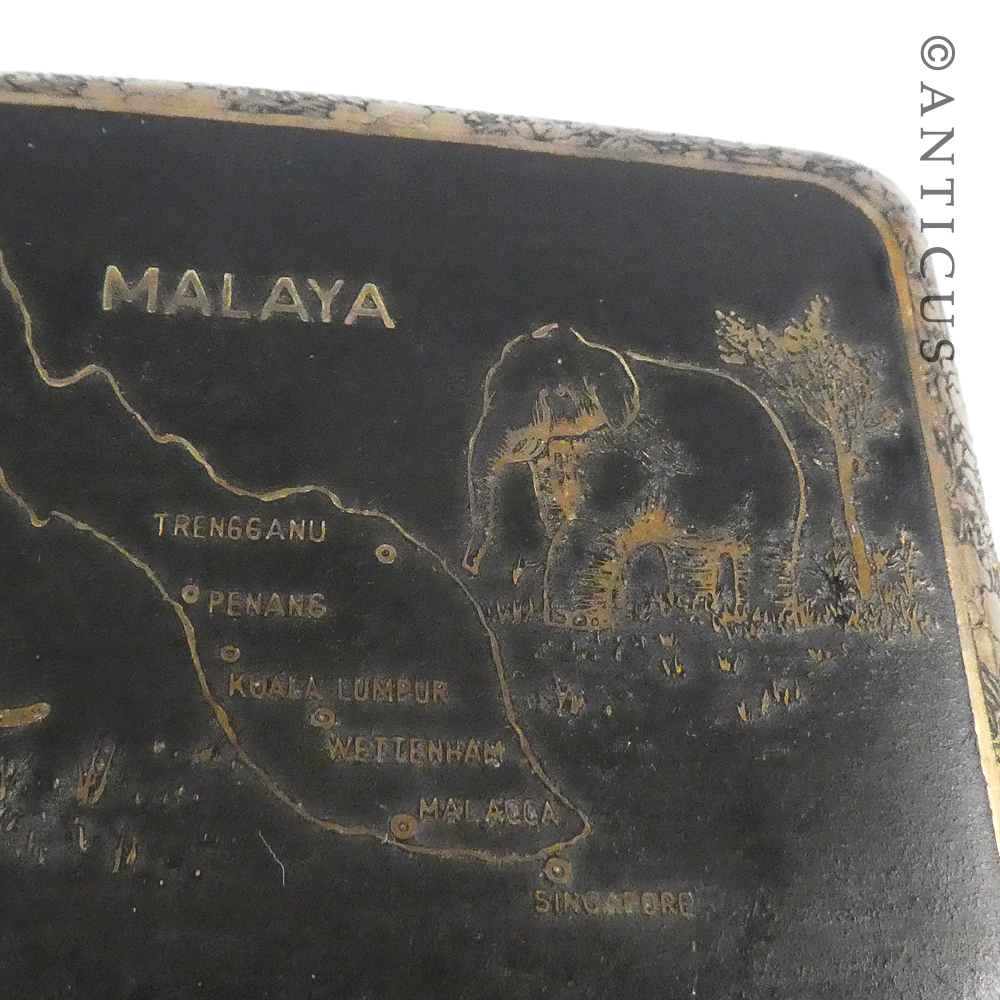 MALAYA
TRENGGANU
PENANG
KUALA LUMPUR
WETTENHAM
MALACCA
SINGAPORE
© ANTICUS